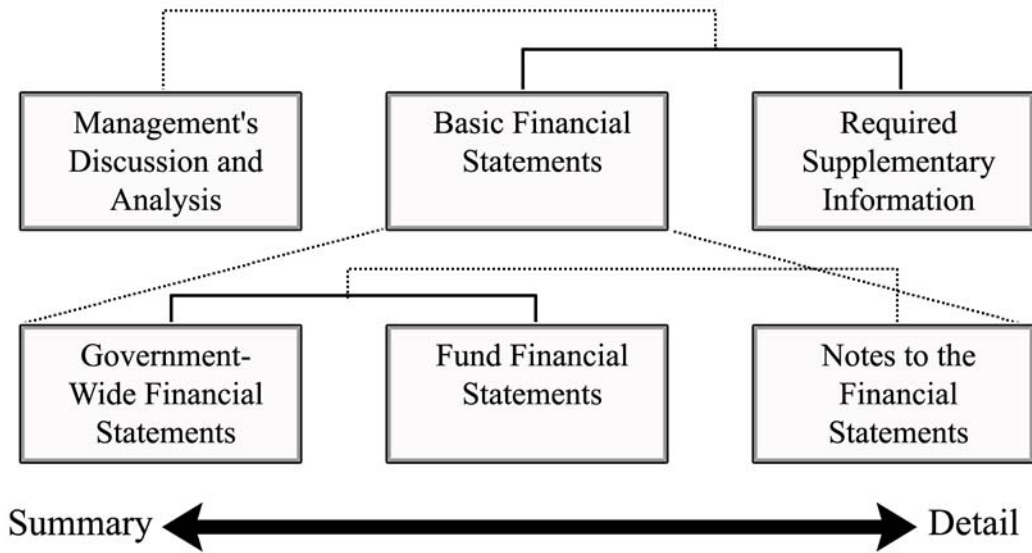 Management's
Discussion and
Analysis
Basic Financial
Statements
Required
Supplementary
Information
Government-
Wide Financial
Statements
Fund Financial
Statements
Notes to the
Financial
Statements
Summary
Detail